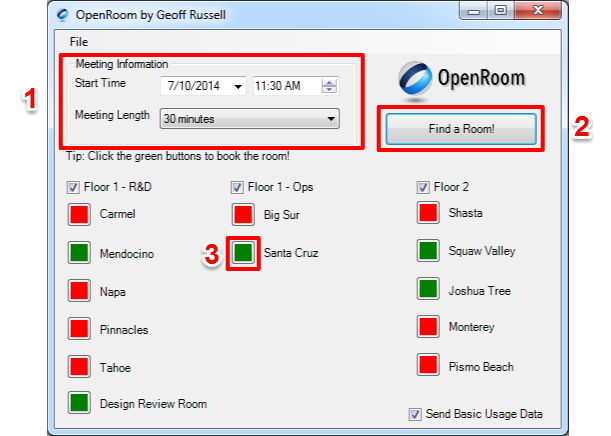 OpenRoom by Geoff Russell
File
Meeting Information
Start Time 7/10/2014 11:30 AM
OpenRoom
1
Meeting Length 30 minutes
Find a Room!
2
Tip: Click the green buttons to book the room!
Floor 1 - R&D Floor 1 - Ops Floor 2
Carmel Big Sur Shasta
Mendocino 3 Santa Cruz Squaw Valley
Napa Joshua Tree
Pinnacles Monterey
Tahoe Pismo Beach
Design Review Room
Send Basic Usage Data